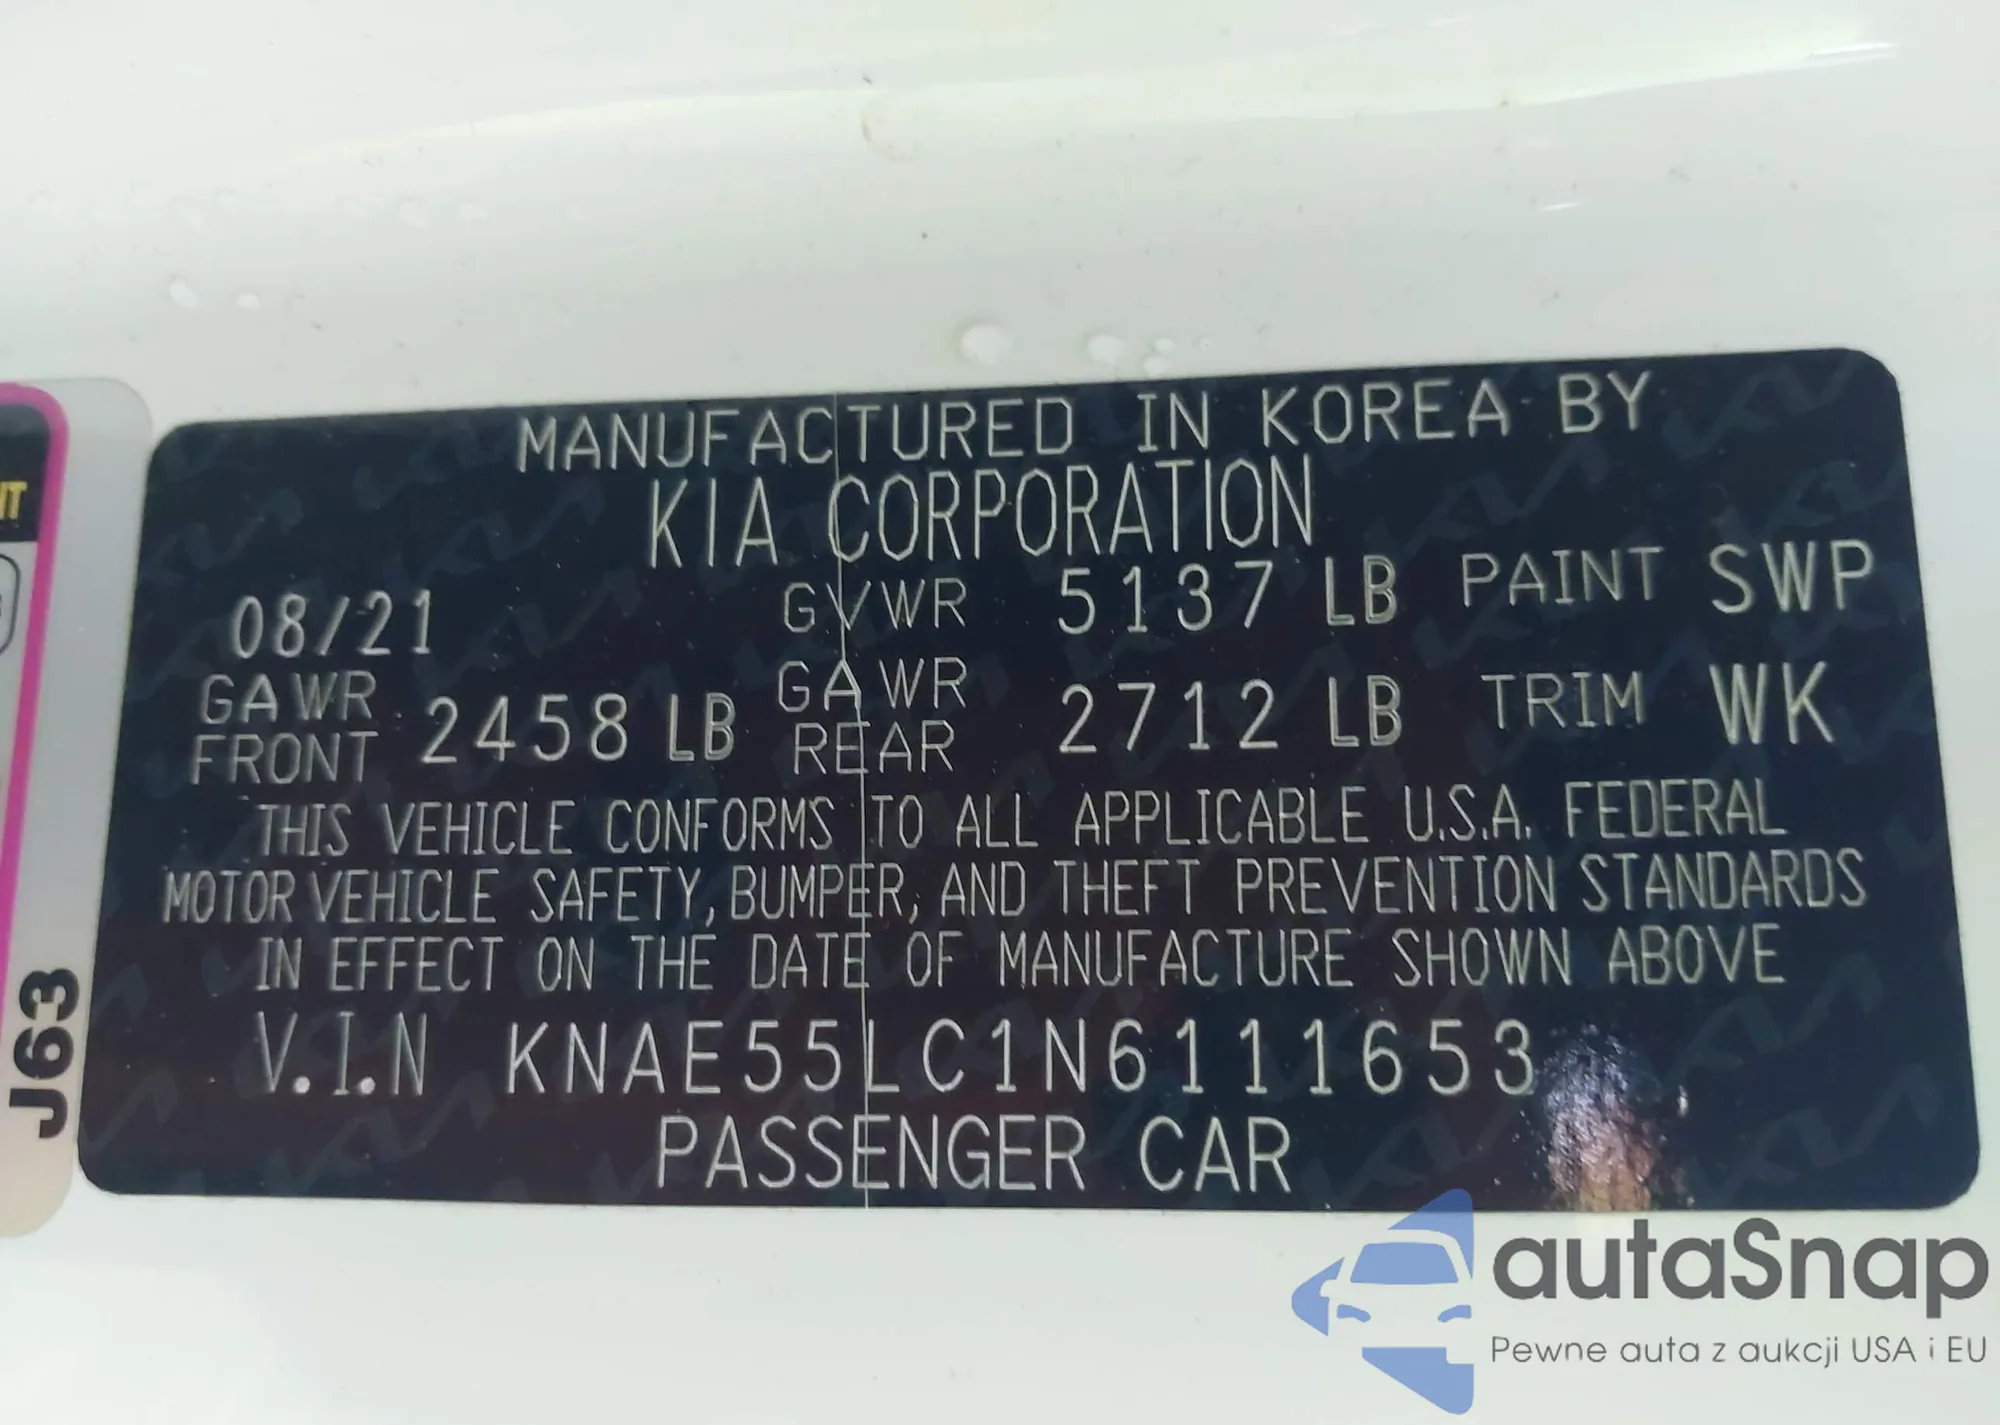 MANUFACTURED IN KOREA BY
KIA CORPORATION
08/21 GVWR 5137 LB PAINT SWP
GAWR FRONT 2458 LB GAWR REAR 2712 LB TRIM WK
THIS VEHICLE CONFORMS TO ALL APPLICABLE U.S.A. FEDERAL
MOTOR VEHICLE SAFETY, BUMPER, AND THEFT PREVENTION STANDARDS
IN EFFECT ON THE DATE OF MANUFACTURE SHOWN ABOVE
V.I.N KNAE55LC1N6111653
PASSENGER CAR
J63
autaSnap
Pewne auta z aukcji USA i EU